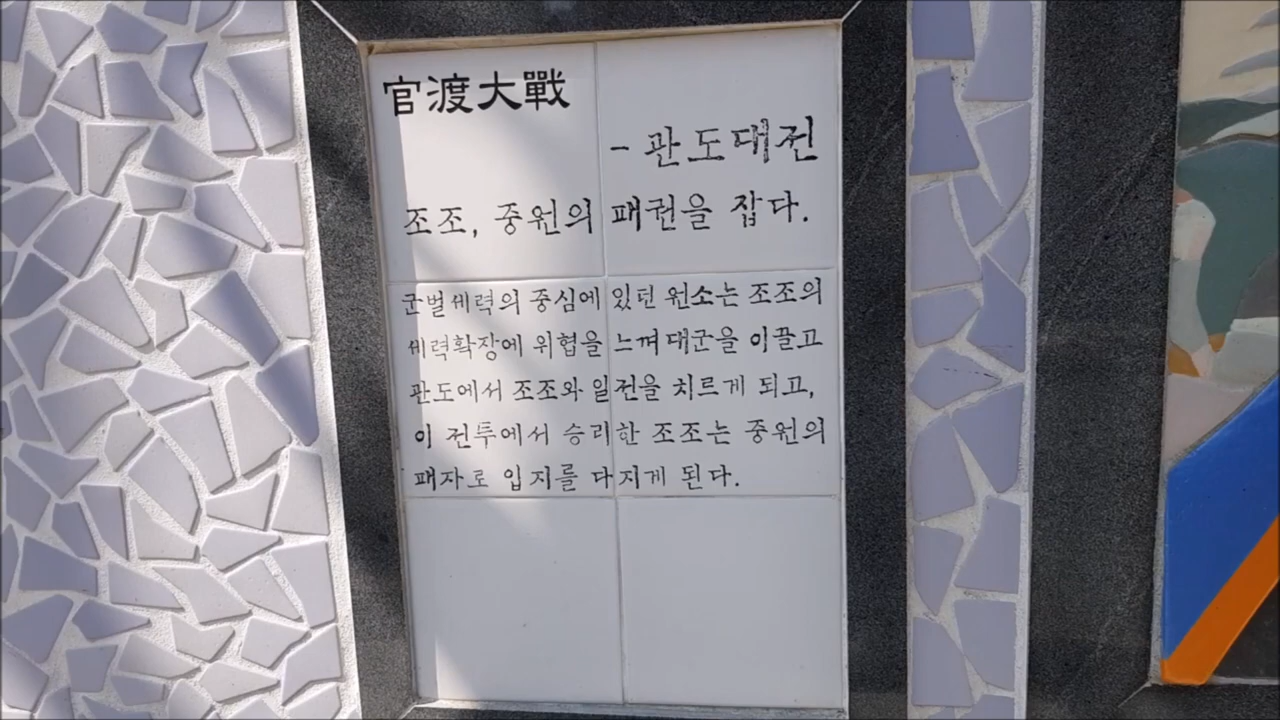 官渡大戰
- 관도대전
조조, 중원의 패권을 잡다.
군벌세력의 중심에 있던 원소는 조조의
세력확장에 위협을 느껴 대군을 이끌고
관도에서 조조와 일전을 치르게 되고,
이 전투에서 승리한 조조는 중원의
패자로 입지를 다지게 된다.